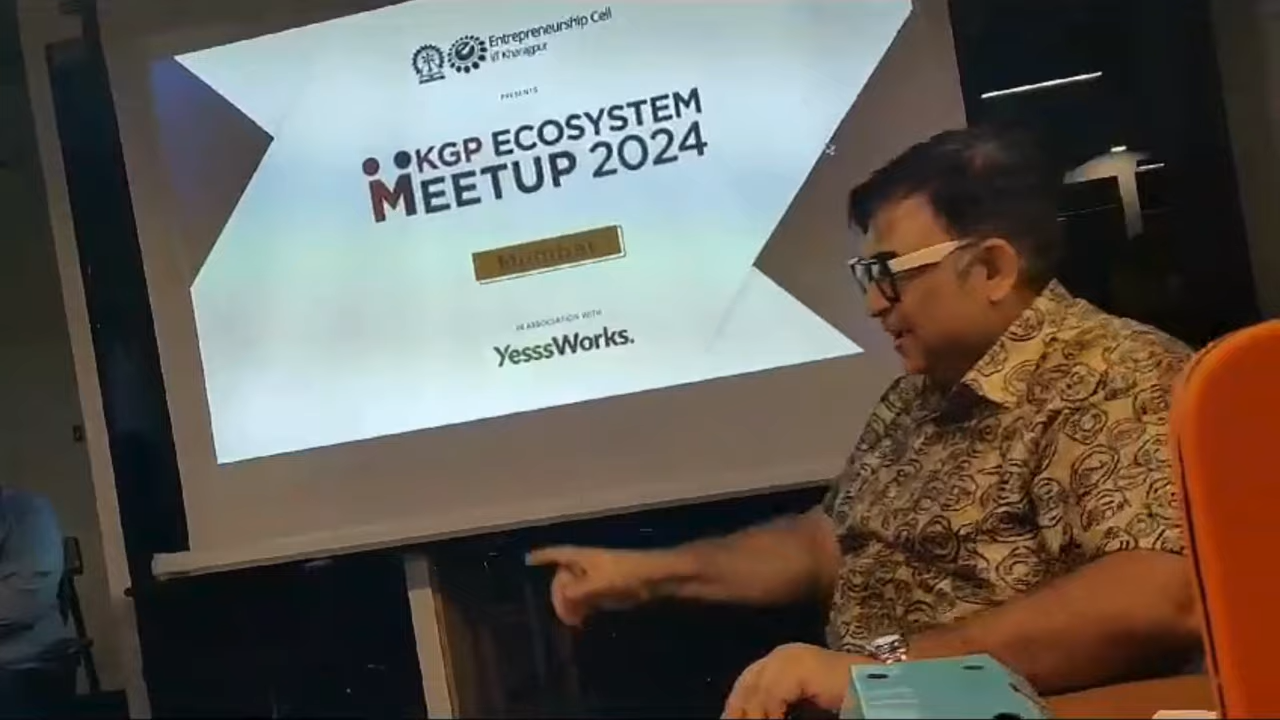 Entrepreneurship Cell
IIT Kharagpur
PRESENTS
KGP ECOSYSTEM
MEETUP 2024
Mumbai
IN ASSOCIATION WITH
YesssWorks.